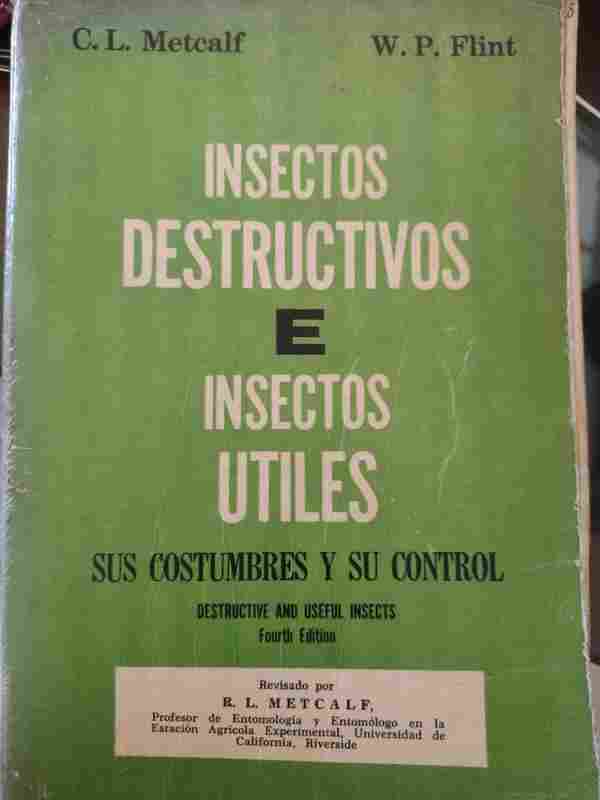 C. L. Metcalf W. P. Flint
INSECTOS
DESTRUCTIVOS
E
INSECTOS
UTILES
SUS COSTUMBRES Y SU CONTROL
DESTRUCTIVE AND USEFUL INSECTS
Fourth Edition
Revisado por
R. L. METCALF,
Profesor de Entomología y Entomólogo en la
Estación Agrícola Experimental, Universidad de
California, Riverside